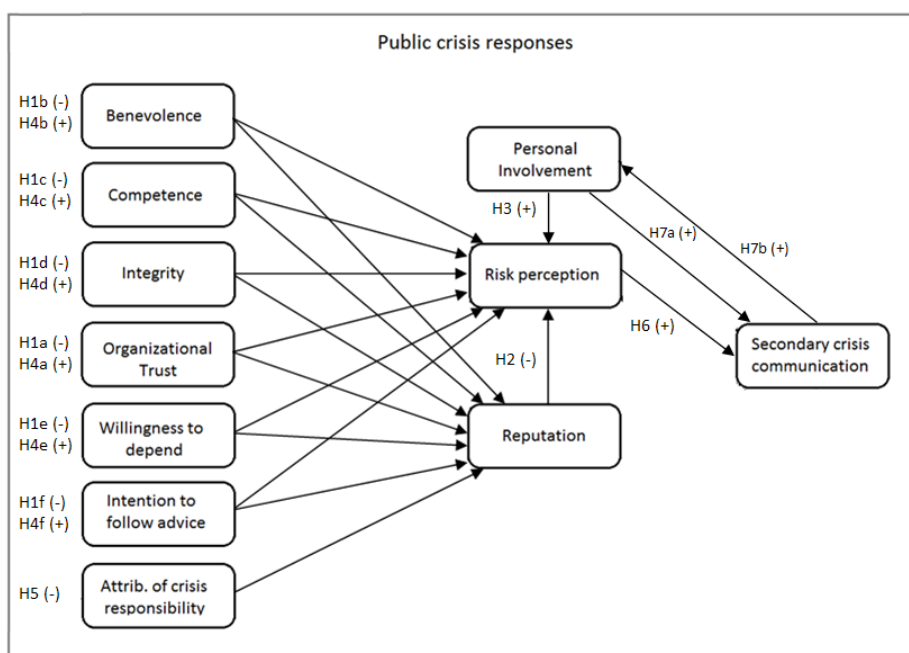 Public crisis responses
H1b (-)
H4b (+)
Benevolence
H1c (-)
H4c (+)
Competence
H1d (-)
H4d (+)
Integrity
H1a (-)
H4a (+)
Organizational
Trust
H1e (-)
H4e (+)
Willingness to
depend
H1f (-)
H4f (+)
Intention to
follow advice
H5 (-)
Attrib. of crisis
responsibility
Personal
Involvement
H3 (+)
H7a (+)
H7b (+)
Risk perception
H6 (+)
H2 (-)
Secondary crisis
communication
Reputation